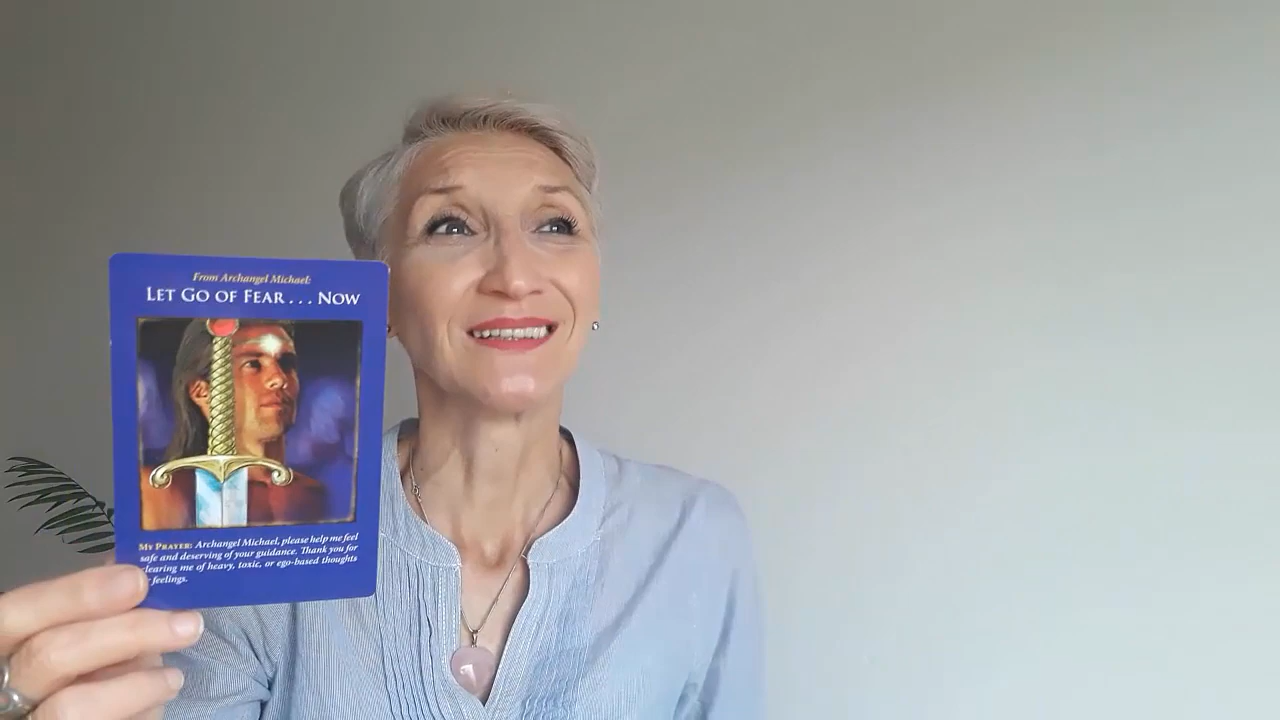 From Archangel Michael:
LET GO OF FEAR . . . NOW
MY PRAYER: Archangel Michael, please help me feel
safe and deserving of your guidance. Thank you for
clearing me of heavy, toxic, or ego-based thoughts
feelings.